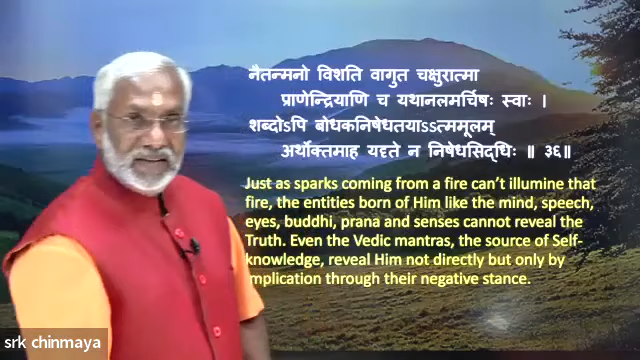 नैतन्मनो विशति वागुत चक्षुरात्मा
प्राणेन्द्रियाणि च यथानलमर्चिषः स्वाः ।
शब्दोऽपि बोधकनिषेधतयाऽऽत्ममूलम्
अर्थोक्तमाह यदृते न निषेधसिद्धिः ॥ ३६॥
Just as sparks coming from a fire can’t illumine that
fire, the entities born of Him like the mind, speech,
eyes, buddhi, prana and senses cannot reveal the
Truth. Even the Vedic mantras, the source of Self-
knowledge, reveal Him not directly but only by
implication through their negative stance.
srk chinmaya